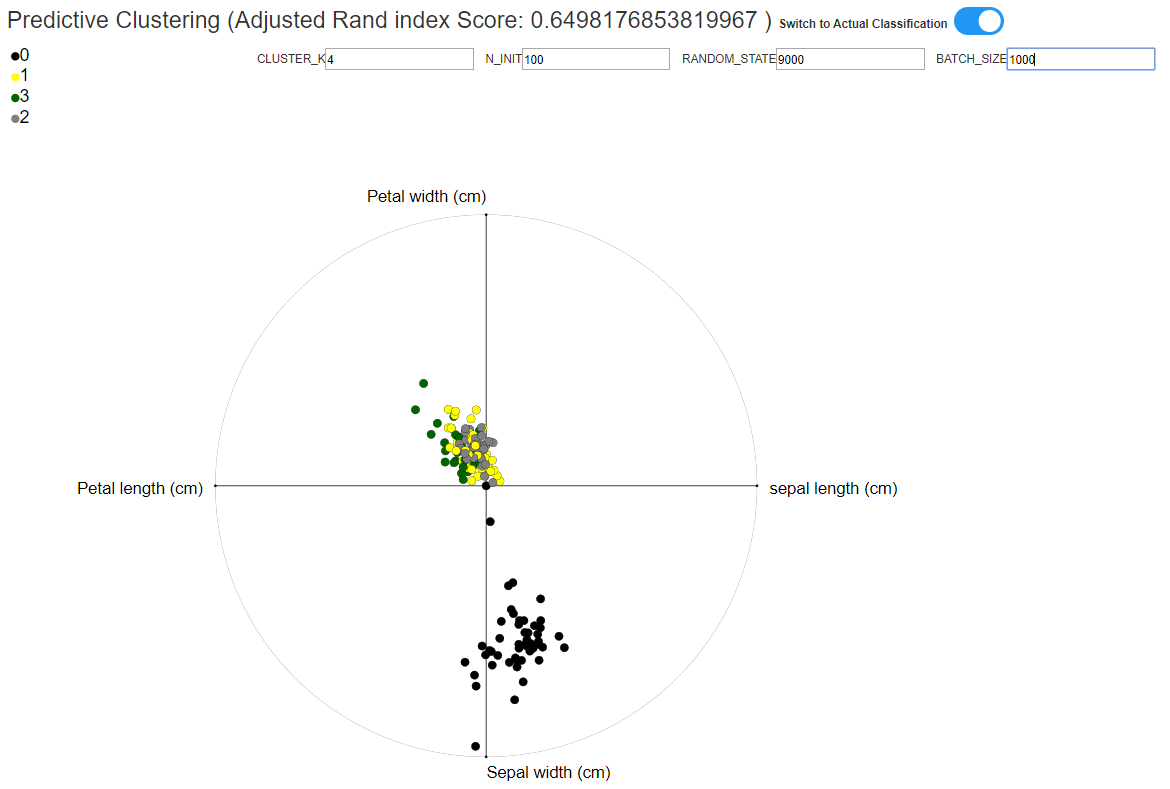 Predictive Clustering (Adjusted Rand index Score: 0.6498176853819967 ) Switch to Actual Classification
0
1
3
2
CLUSTER_K 4 N_INIT 100 RANDOM_STATE 9000 BATCH_SIZE 1000
Petal width (cm)
Petal length (cm)
sepal length (cm)
Sepal width (cm)